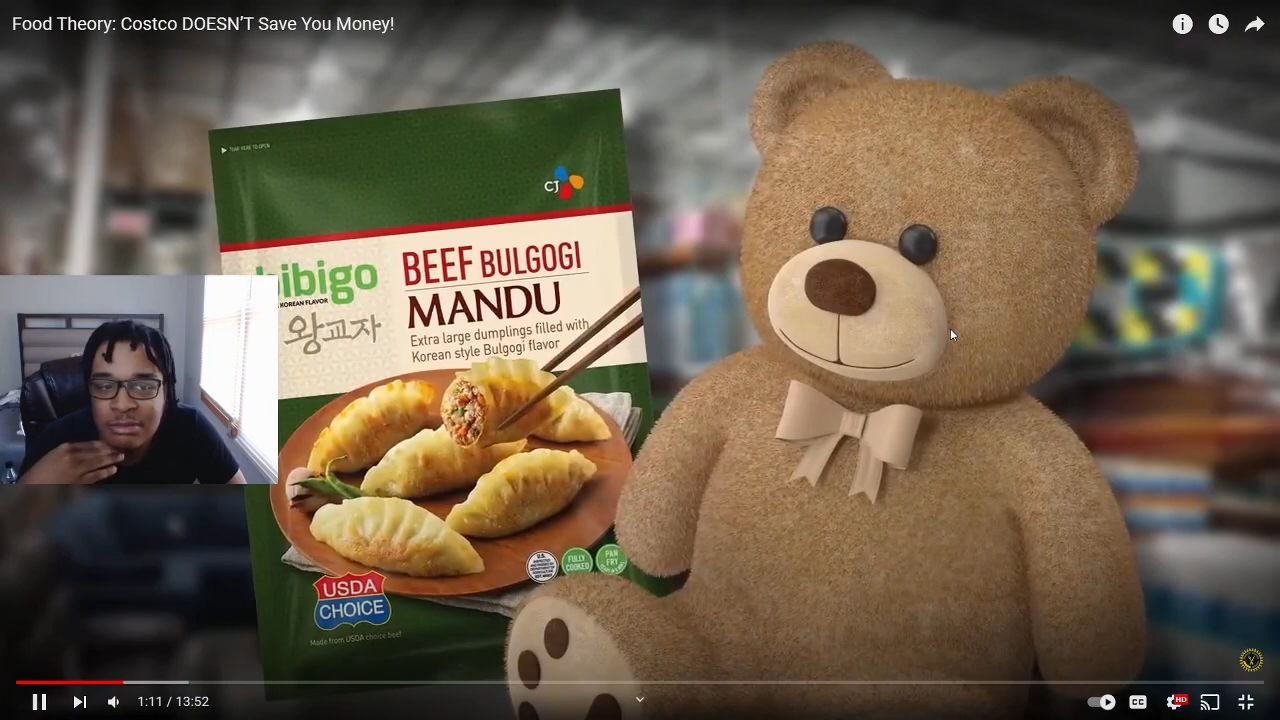 Food Theory: Costco DOESN'T Save You Money!
TEAR HERE TO OPEN
CJ
bibigo
KOREAN FLAVOR
왕교자
BEEF BULGOGI
MANDU
Extra large dumplings filled with
Korean style Bulgogi flavor
U.S.
FULLY
COOKED
PAN
FRY
USDA
CHOICE
Made from USDA choice beef
1:11 / 13:52
CC
HD